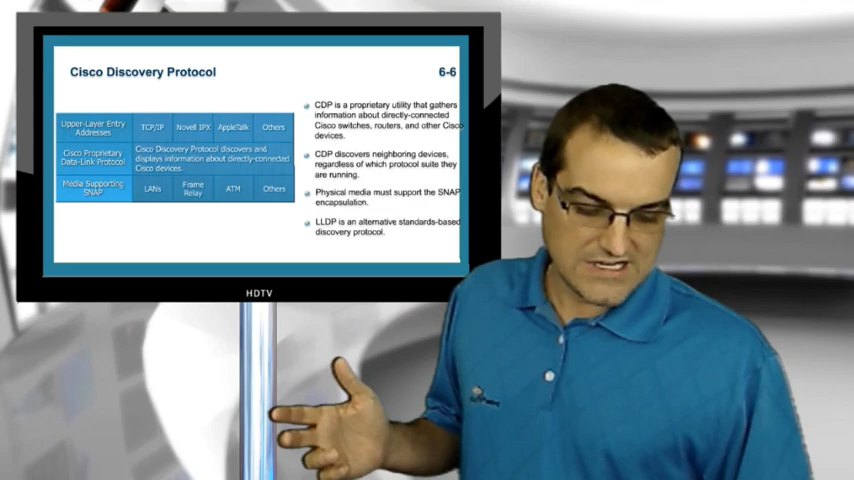 Cisco Discovery Protocol
6-6
Upper-Layer Entry
Addresses
TCP/IP
Novell IPX
AppleTalk
Others
Cisco Proprietary
Data-Link Protocol
Cisco Discovery Protocol discovers and
displays information about directly-connected
Cisco devices.
Media Supporting
SNAP
LANs
Frame
Relay
ATM
Others
CDP is a proprietary utility that gathers
information about directly-connected
Cisco switches, routers, and other Cisco
devices.
CDP discovers neighboring devices,
regardless of which protocol suite they
are running.
Physical media must support the SNAP
encapsulation.
LLDP is an alternative standards-based
discovery protocol.
HDTV